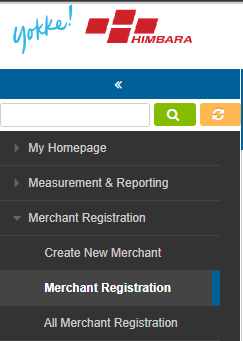 yokke!
HIMBARA
«
My Homepage
Measurement & Reporting
Merchant Registration
Create New Merchant
Merchant Registration
All Merchant Registration